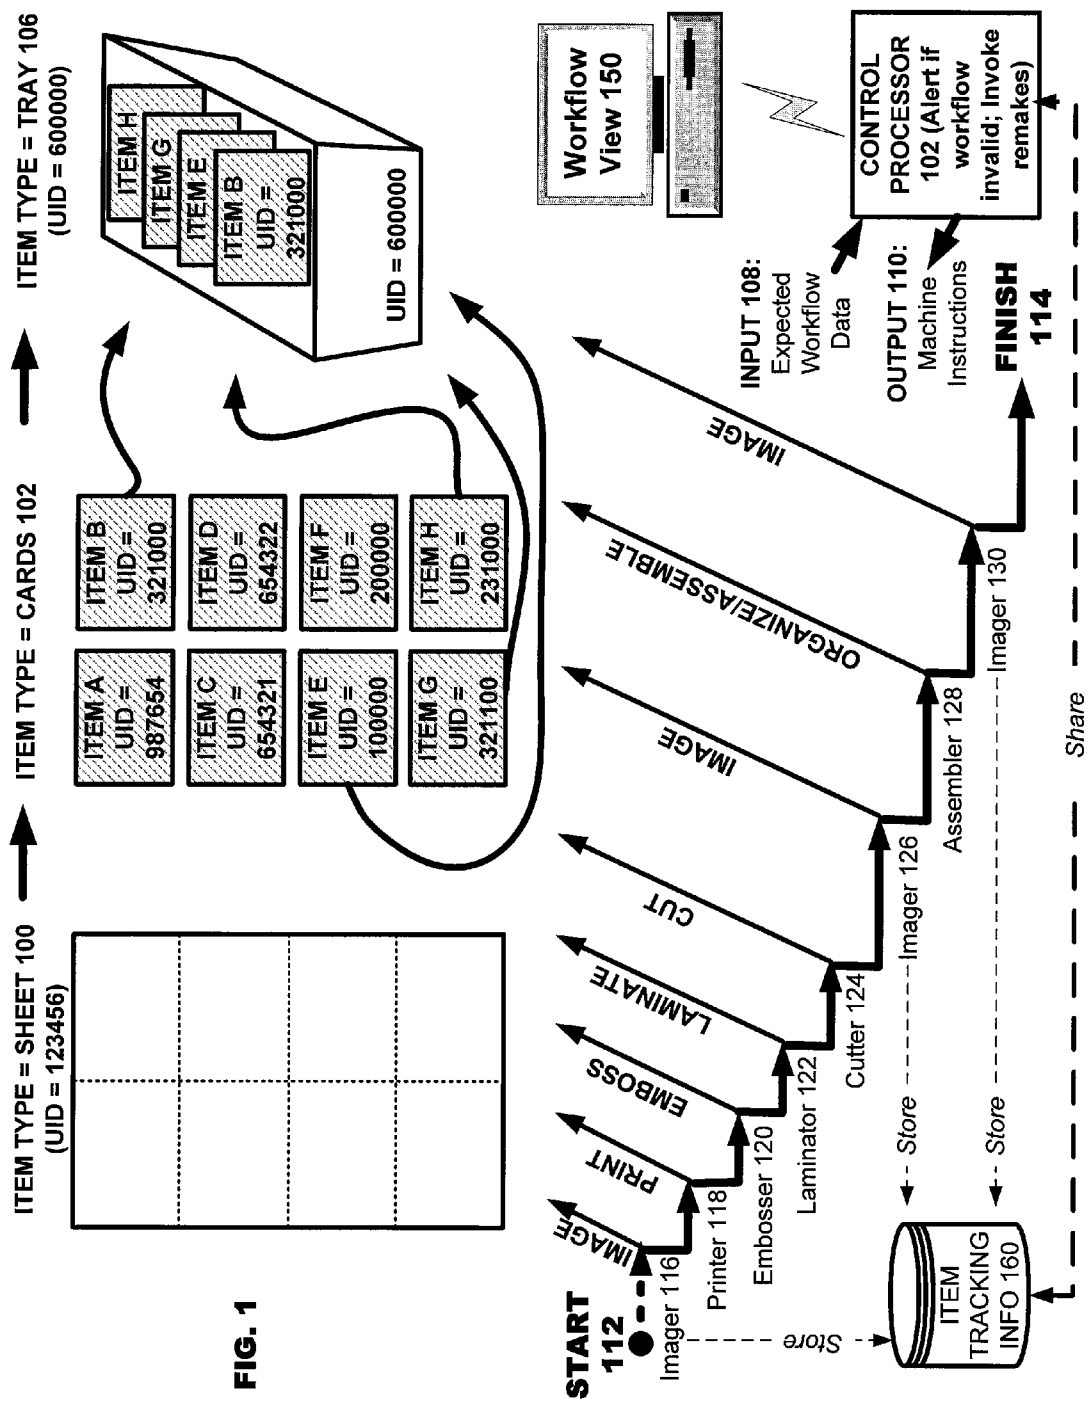 ITEM TYPE = SHEET 100
(UID = 123456)
ITEM TYPE = CARDS 102
ITEM TYPE = TRAY 106
(UID = 600000)
ITEM A
UID =
987654
ITEM B
UID =
321000
ITEM C
UID =
654321
ITEM D
UID =
654322
ITEM E
UID =
100000
ITEM F
UID =
200000
ITEM G
UID =
321100
ITEM H
UID =
231000
ITEM H
ITEM G
ITEM E
ITEM B
UID =
321000
UID = 600000
FIG. 1
START
112
IMAGE
PRINT
EMBOSS
LAMINATE
CUT
IMAGE
ORGANIZE/ASSEMBLE
IMAGE
Imager 116
Printer 118
Embosser 120
Laminator 122
Cutter 124
Imager 126
Assembler 128
Imager 130
FINISH
114
Workflow
View 150
INPUT 108:
Expected
Workflow
Data
OUTPUT 110:
Machine
Instructions
CONTROL
PROCESSOR
102 (Alert if
workflow
invalid; Invoke
remakes)
Store
Store
Store
ITEM
TRACKING
INFO 160
Share